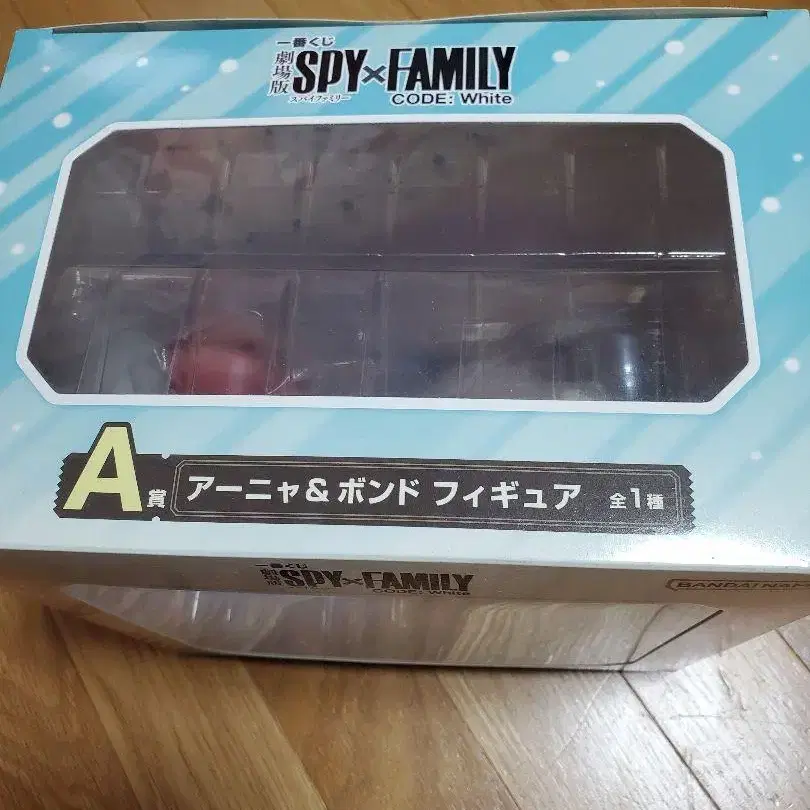 一番くじ
劇場版 SPY×FAMILY
スパイファミリー
CODE: White
A賞 アーニャ&ボンド フィギュア 全1種
一番くじ
劇場版 SPY×FAMILY
CODE: White
BANDAI